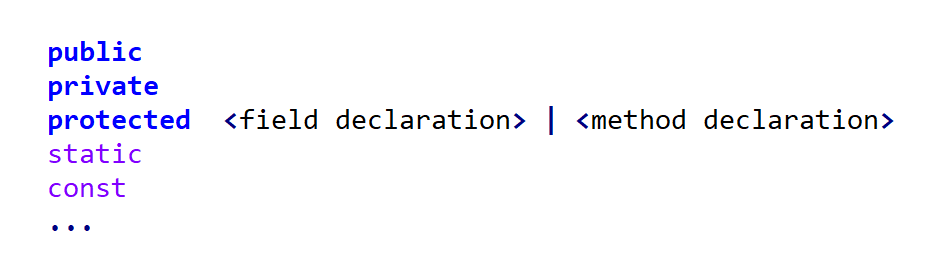 public
private
protected <field declaration> | <method declaration>
static
const
...